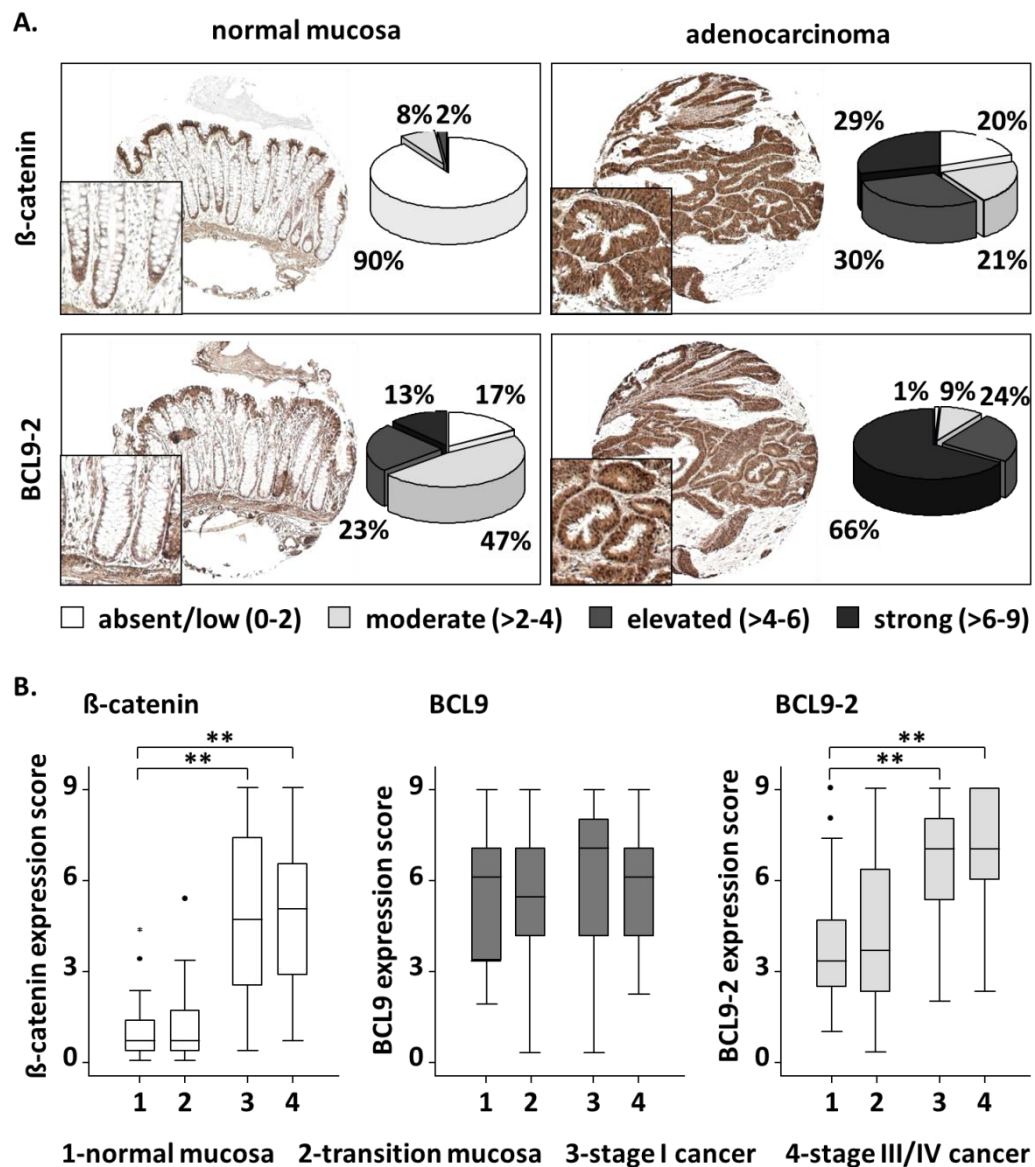 A.
normal mucosa adenocarcinoma
ß-catenin
8% 2%
90%
29% 20%
30% 21%
BCL9-2
13% 17%
23% 47%
1% 9% 24%
66%
absent/low (0-2) moderate (>2-4) elevated (>4-6) strong (>6-9)
B.
ß-catenin BCL9 BCL9-2
ß-catenin expression score
** **
9
6
3
0
1 2 3 4
BCL9 expression score
9
6
3
0
1 2 3 4
BCL9-2 expression score
** **
9
6
3
0
1 2 3 4
1-normal mucosa 2-transition mucosa 3-stage I cancer 4-stage III/IV cancer